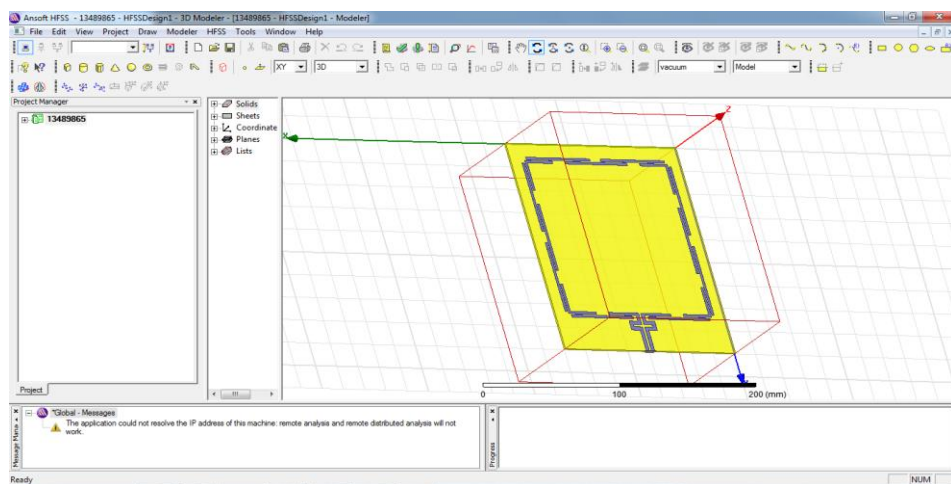 Ansoft HFSS - 13489865 - HFSSDesign1 - 3D Modeler - [13489865 - HFSSDesign1 - Modeler]
File Edit View Project Draw Modeler HFSS Tools Window Help
XY 3D vacuum Model
Project Manager
13489865
Solids
Sheets
Coordinate
Planes
Lists
X
Z
0 100 200 (mm)
Project
*Global - Messages
The application could not resolve the IP address of this machine: remote analysis and remote distributed analysis will not
work.
Message Mana
Progress
Ready
NUM